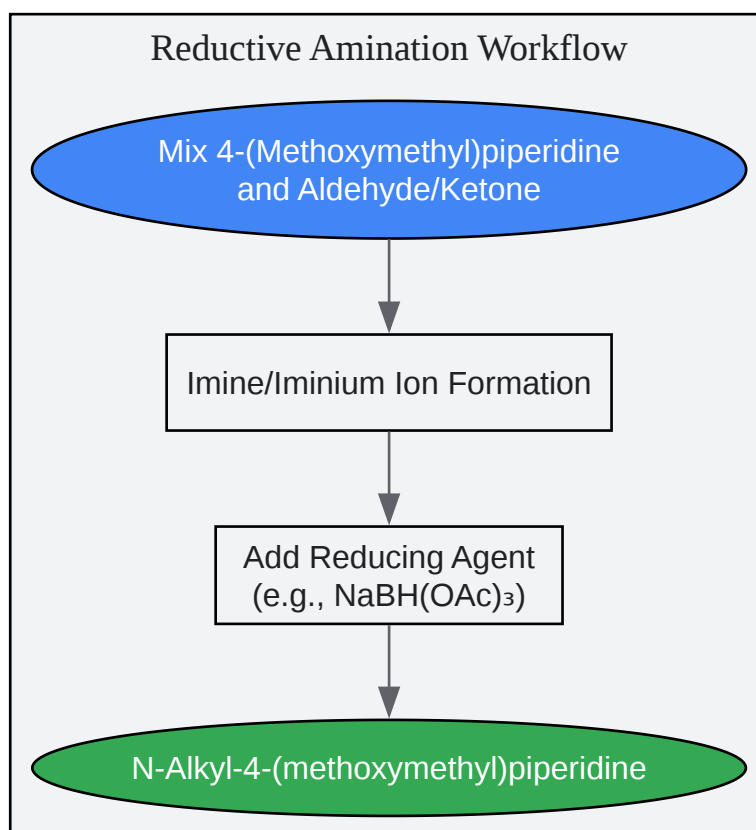 Reductive Amination Workflow
Mix 4-(Methoxymethyl)piperidine
and Aldehyde/Ketone
Imine/Iminium Ion Formation
Add Reducing Agent
(e.g., NaBH(OAc)₃)
N-Alkyl-4-(methoxymethyl)piperidine